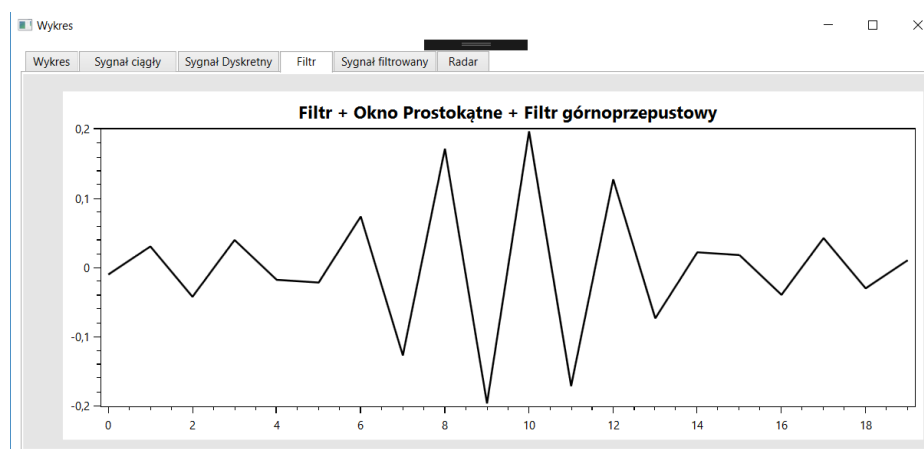 Wykres
Wykres Sygnał ciągły Sygnał Dyskretny Filtr Sygnał filtrowany Radar
Filtr + Okno Prostokątne + Filtr górnoprzepustowy
0,2
0,1
0
-0,1
-0,2
0 2 4 6 8 10 12 14 16 18